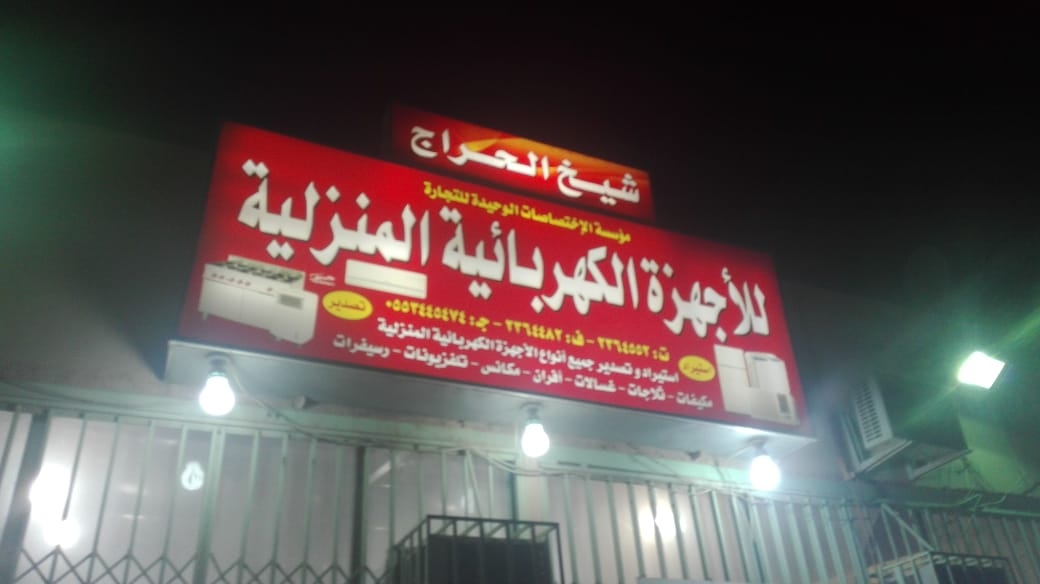 شيخ الحراج
مؤسسة الإختصاصات الوحيدة للتجارة
للأجهزة الكهربائية المنزلية
ت: ٢٣٦٤٥٥٢ - ف: ٢٣٦٤٤٨٢ - جـ: ٠٥٥٣٤٤٥٤٧٤
استيراد
تصدير
استيراد و تصدير جميع أنواع الأجهزة الكهربائية المنزلية
مكيفات - ثلاجات - غسالات - أفران - مكانس - تلفزيونات - رسيفرات